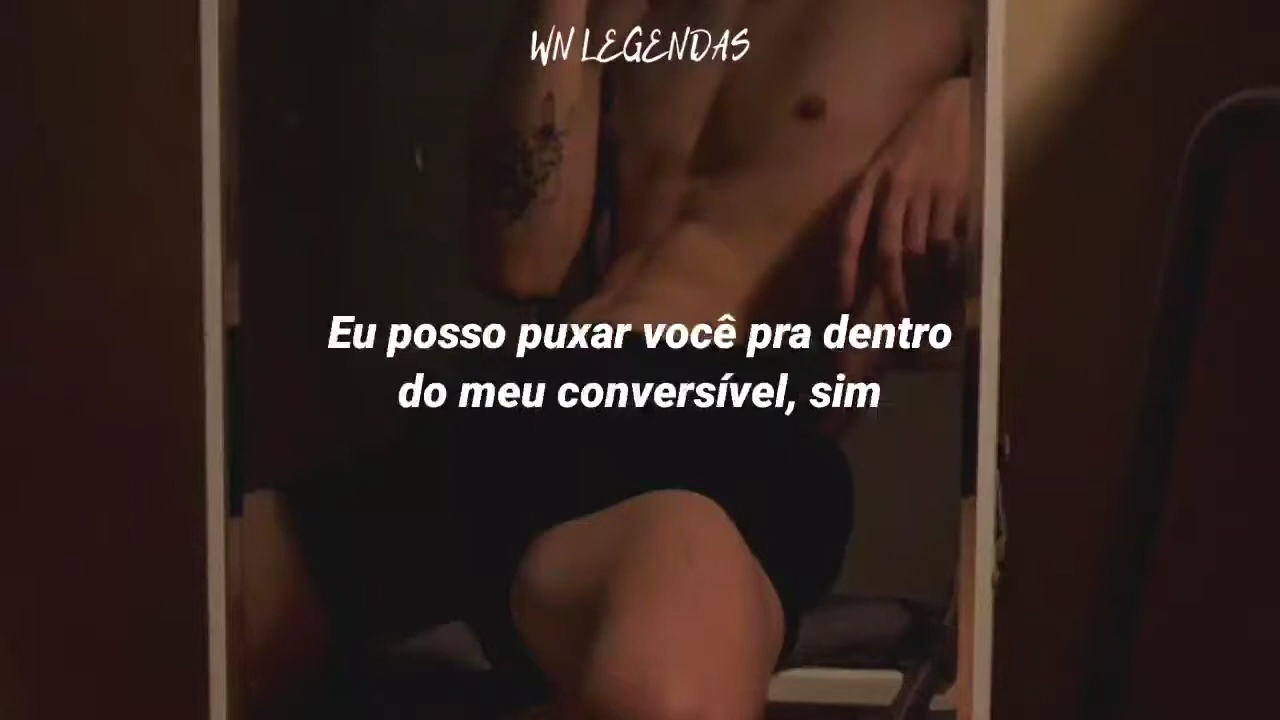 WN LEGENDAS
Eu posso puxar você pra dentro
do meu conversível, sim